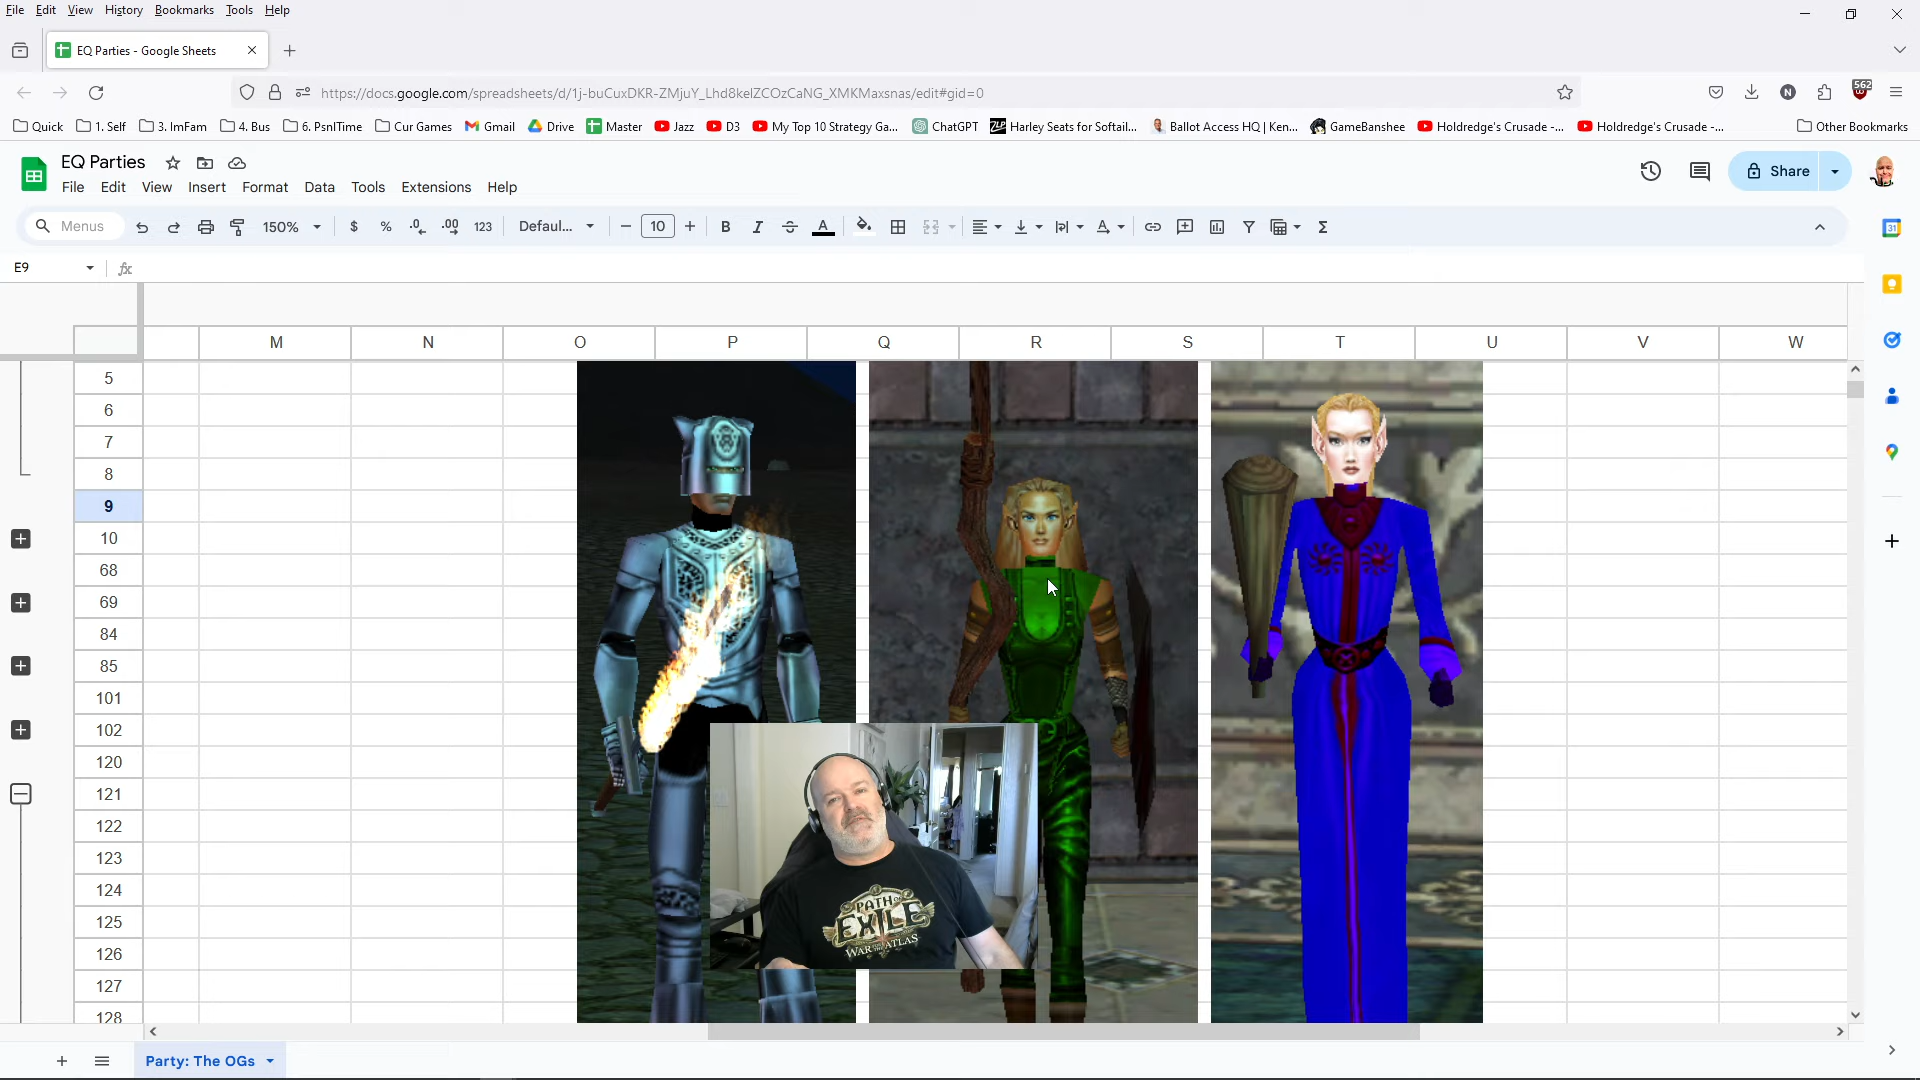 File Edit View History Bookmarks Tools Help
EQ Parties - Google Sheets
https://docs.google.com/spreadsheets/d/1j-buCuxDKR-ZMjuY_Lhd8kelZCOzCaNG_XMKMaxsnas/edit#gid=0
562
N
Quick 1. Self 3. ImFam 4. Bus 6. PsnlTime Cur Games Gmail Drive Master Jazz D3 My Top 10 Strategy Ga... ChatGPT Harley Seats for Softail... Ballot Access HQ | Ken... GameBanshee Holdredge's Crusade -... Holdredge's Crusade -... Other Bookmarks
EQ Parties
File Edit View Insert Format Data Tools Extensions Help
Share
Menus 150% $ % .0 .00 123 Defaul... 10 B I A A Σ
31
E9 fx
M N O P Q R S T U V W
5
6
7
8
9
10
68
69
84
85
101
102
120
121
122
123
124
125
126
127
128
PATH OF
EXILE
WAR FOR THE ATLAS
Party: The OGs